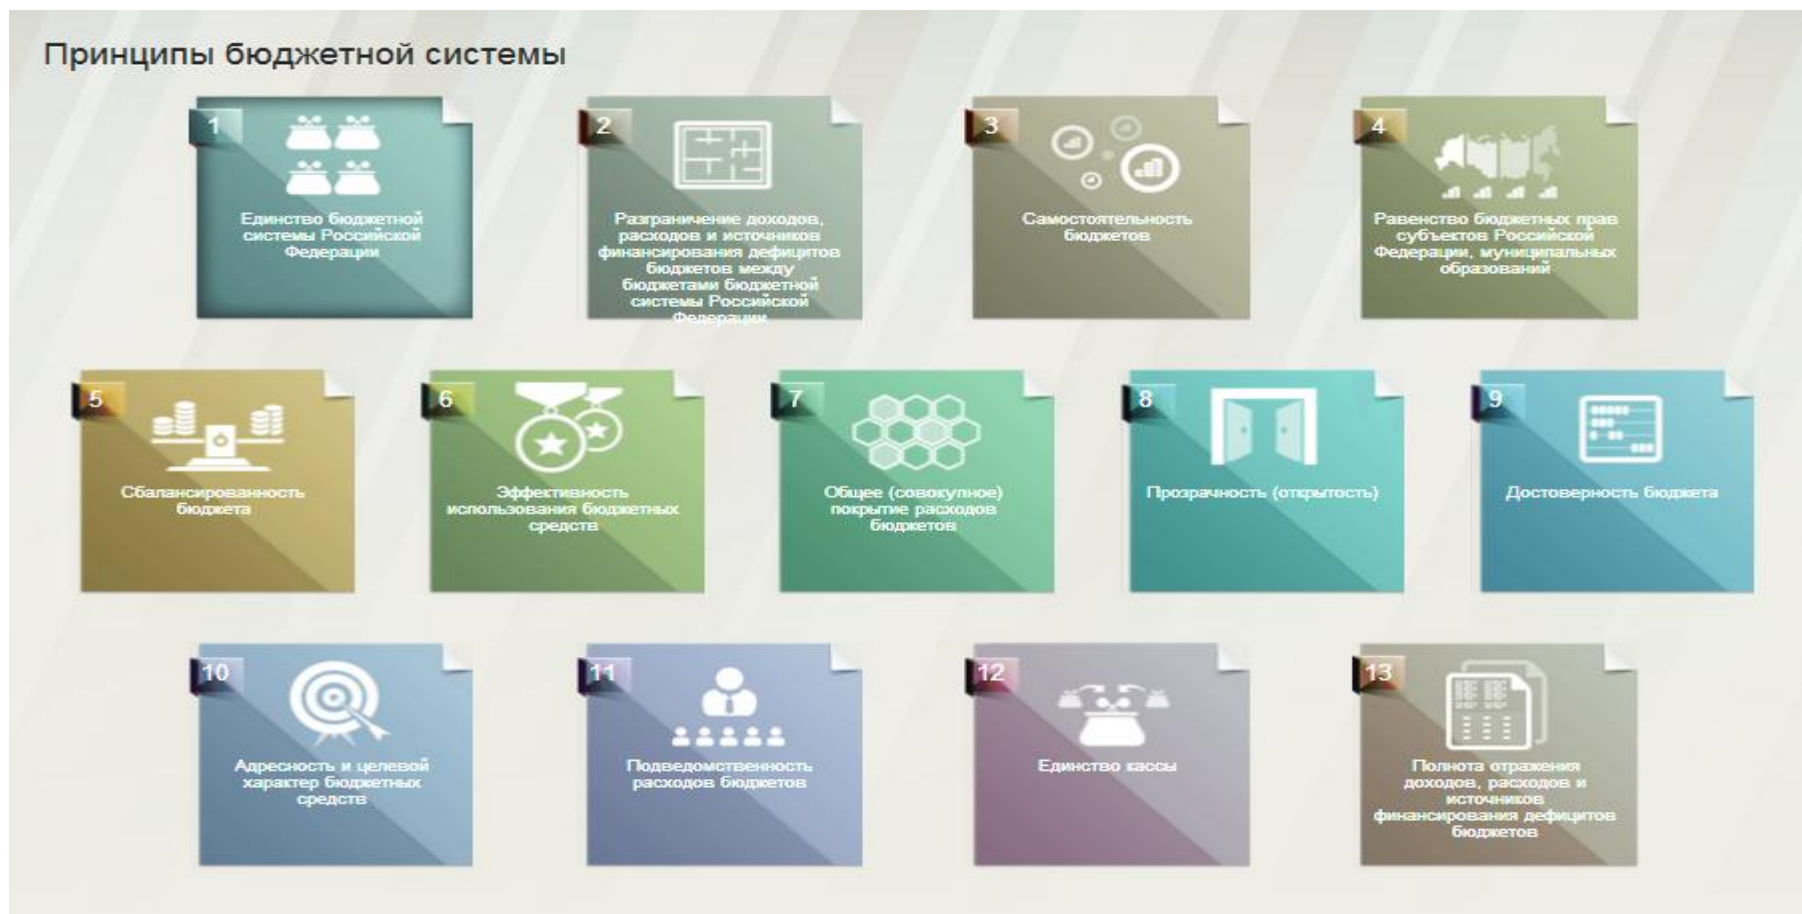 Принципы бюджетной системы
1
Единство бюджетной
системы Российской
Федерации
2
Разграничение доходов,
расходов и источников
финансирования дефицитов
бюджетов между
бюджетами бюджетной
системы Российской
Федерации
3
Самостоятельность
бюджетов
4
Равенство бюджетных прав
субъектов Российской
Федерации, муниципальных
образований
5
Сбалансированность
бюджета
6
Эффективность
использования бюджетных
средств
7
Общее (совокупное)
покрытие расходов
бюджетов
8
Прозрачность (открытость)
9
Достоверность бюджета
10
Адресность и целевой
характер бюджетных
средств
11
Подведомственность
расходов бюджетов
12
Единство кассы
13
Полнота отражения
доходов, расходов и
источников
финансирования дефицитов
бюджетов